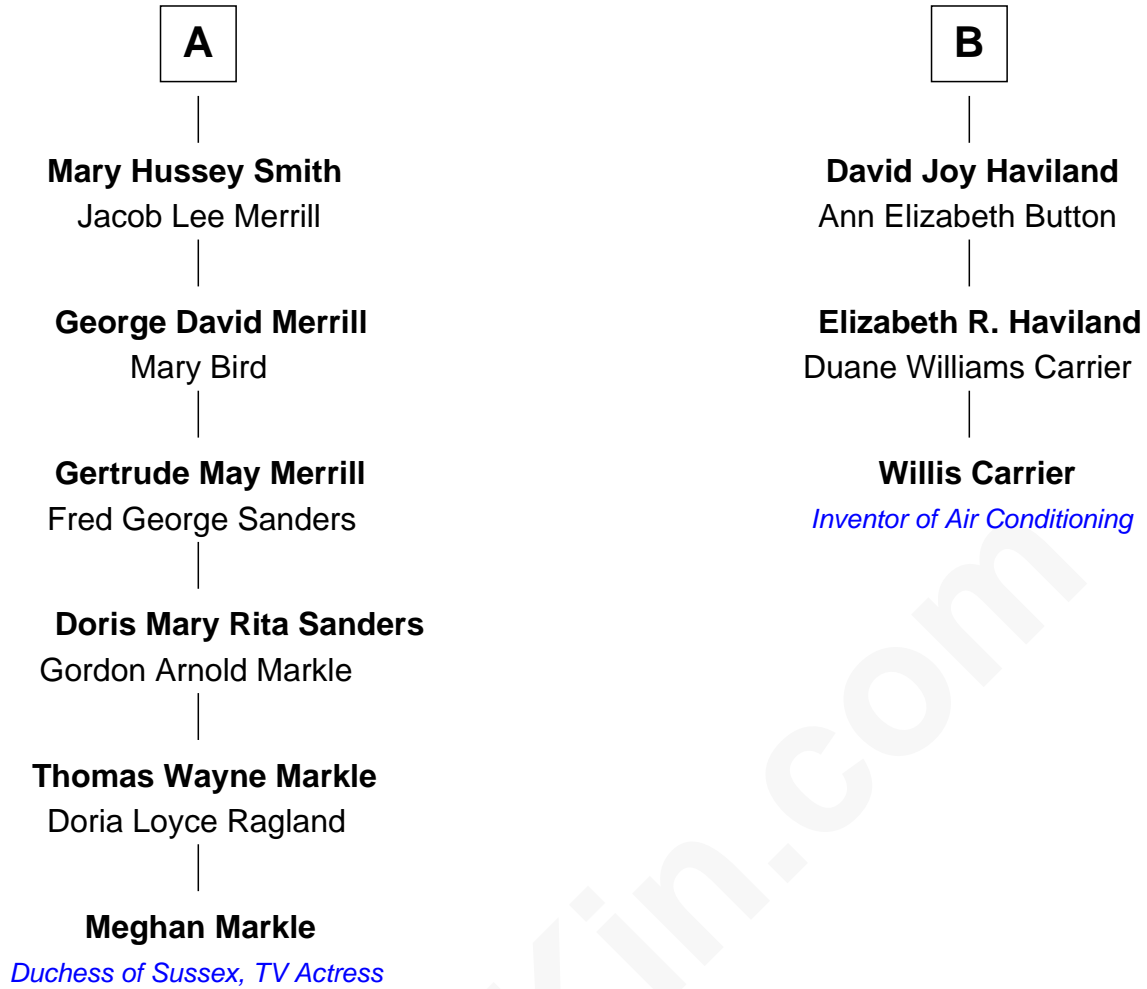 A
Mary Hussey Smith
Jacob Lee Merrill
George David Merrill
Mary Bird
Gertrude May Merrill
Fred George Sanders
Doris Mary Rita Sanders
Gordon Arnold Markle
Thomas Wayne Markle
Doria Loyce Ragland
Meghan Markle
Duchess of Sussex, TV Actress
B
David Joy Haviland
Ann Elizabeth Button
Elizabeth R. Haviland
Duane Williams Carrier
Willis Carrier
Inventor of Air Conditioning